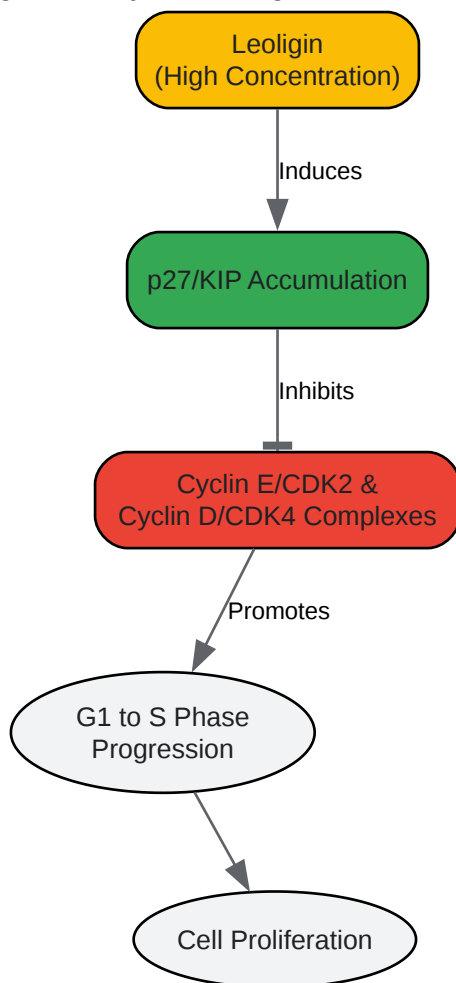 Leoligin
(High Concentration)
Induces
p27/KIP Accumulation
Inhibits
Cyclin E/CDK2 &
Cyclin D/CDK4 Complexes
Promotes
G1 to S Phase
Progression
Cell Proliferation